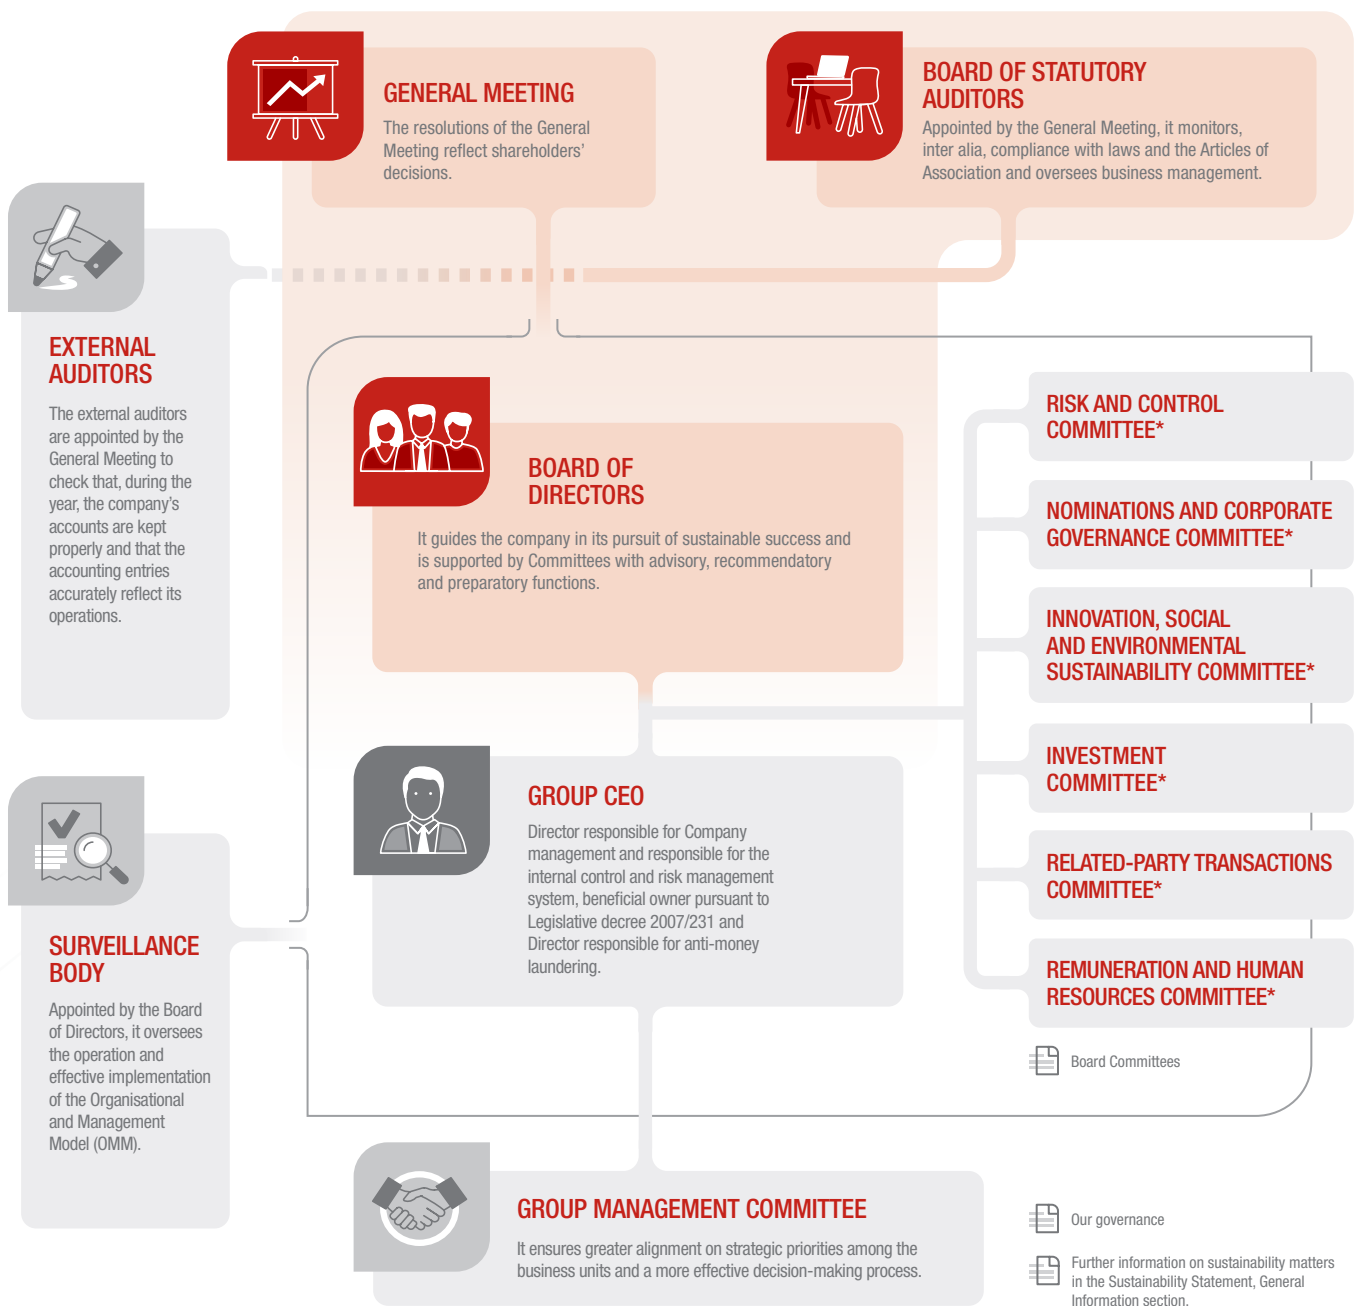 GENERAL MEETING
The resolutions of the General
Meeting reflect shareholders'
decisions.
BOARD OF STATUTORY
AUDITORS
Appointed by the General Meeting, it monitors,
inter alia, compliance with laws and the Articles of
Association and oversees business management.
EXTERNAL
AUDITORS
The external auditors
are appointed by the
General Meeting to
check that, during the
year, the company's
accounts are kept
properly and that the
accounting entries
accurately reflect its
operations.
BOARD OF
DIRECTORS
It guides the company in its pursuit of sustainable success and
is supported by Committees with advisory, recommendatory
and preparatory functions.
RISK AND CONTROL
COMMITTEE*
NOMINATIONS AND CORPORATE
GOVERNANCE COMMITTEE*
INNOVATION, SOCIAL
AND ENVIRONMENTAL
SUSTAINABILITY COMMITTEE*
INVESTMENT
COMMITTEE*
RELATED-PARTY TRANSACTIONS
COMMITTEE*
REMUNERATION AND HUMAN
RESOURCES COMMITTEE*
Board Committees
GROUP CEO
Director responsible for Company
management and responsible for the
internal control and risk management
system, beneficial owner pursuant to
Legislative decree 2007/231 and
Director responsible for anti-money
laundering.
SURVEILLANCE
BODY
Appointed by the Board
of Directors, it oversees
the operation and
effective implementation
of the Organisational
and Management
Model (OMM).
GROUP MANAGEMENT COMMITTEE
It ensures greater alignment on strategic priorities among the
business units and a more effective decision-making process.
Our governance
Further information on sustainability matters
in the Sustainability Statement, General
Information section.